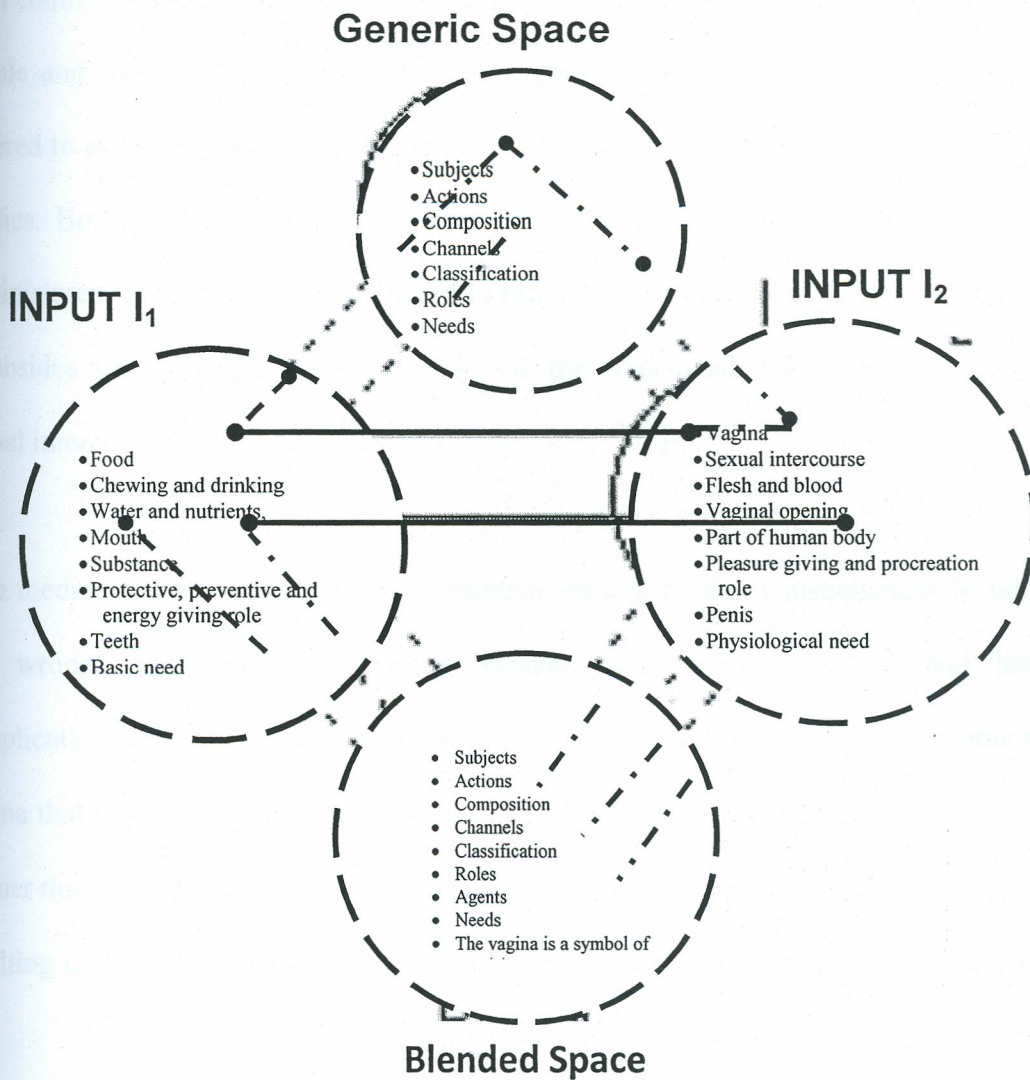 Generic Space
• Subjects
• Actions
• Composition
• Channels
• Classification
• Roles
• Needs
INPUT I₁
• Food
• Chewing and drinking
• Water and nutrients,
• Mouth
• Substance
• Protective, preventive and
energy giving role
• Teeth
• Basic need
INPUT I₂
• Vagina
• Sexual intercourse
• Flesh and blood
• Vaginal opening
• Part of human body
• Pleasure giving and procreation
role
• Penis
• Physiological need
• Subjects
• Actions
• Composition
• Channels
• Classification
• Roles
• Agents
• Needs
• The vagina is a symbol of
Blended Space